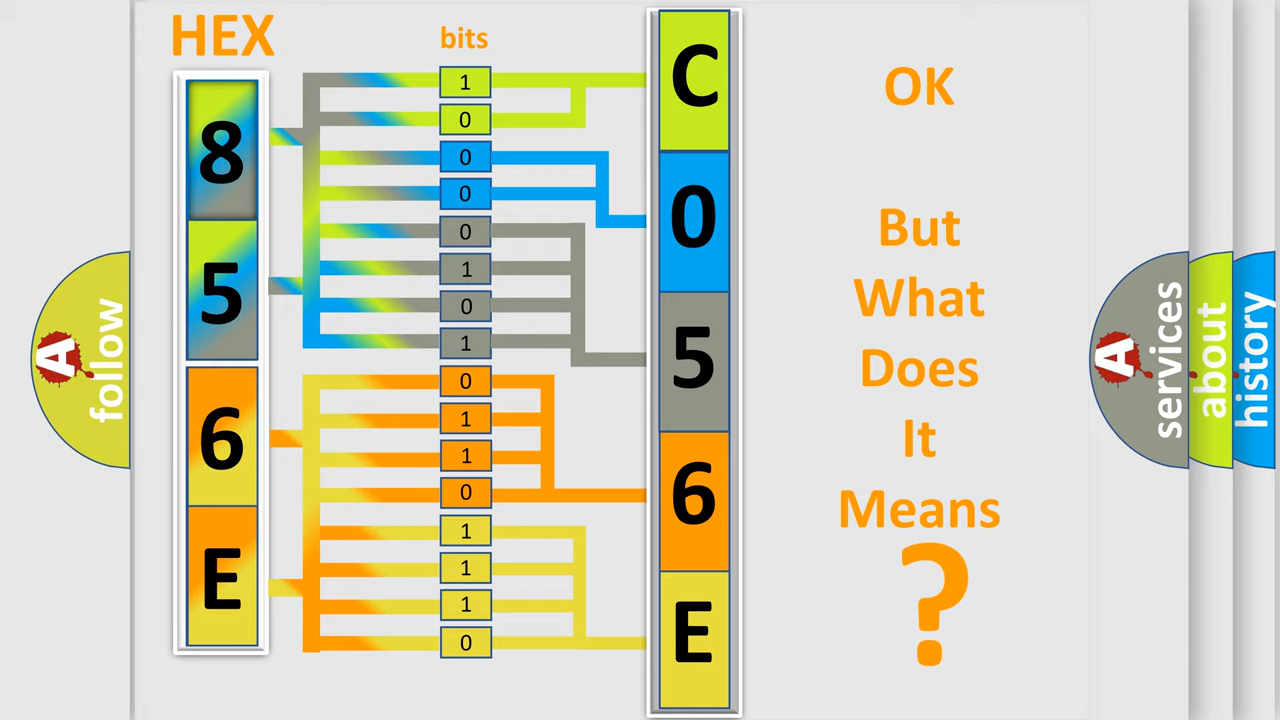 HEX
bits
8
5
6
E
1
0
0
0
0
1
0
1
0
1
1
0
1
1
1
0
C
0
5
6
E
OK
But
What
Does
It
Means
?
A
follow
A
services
about
history